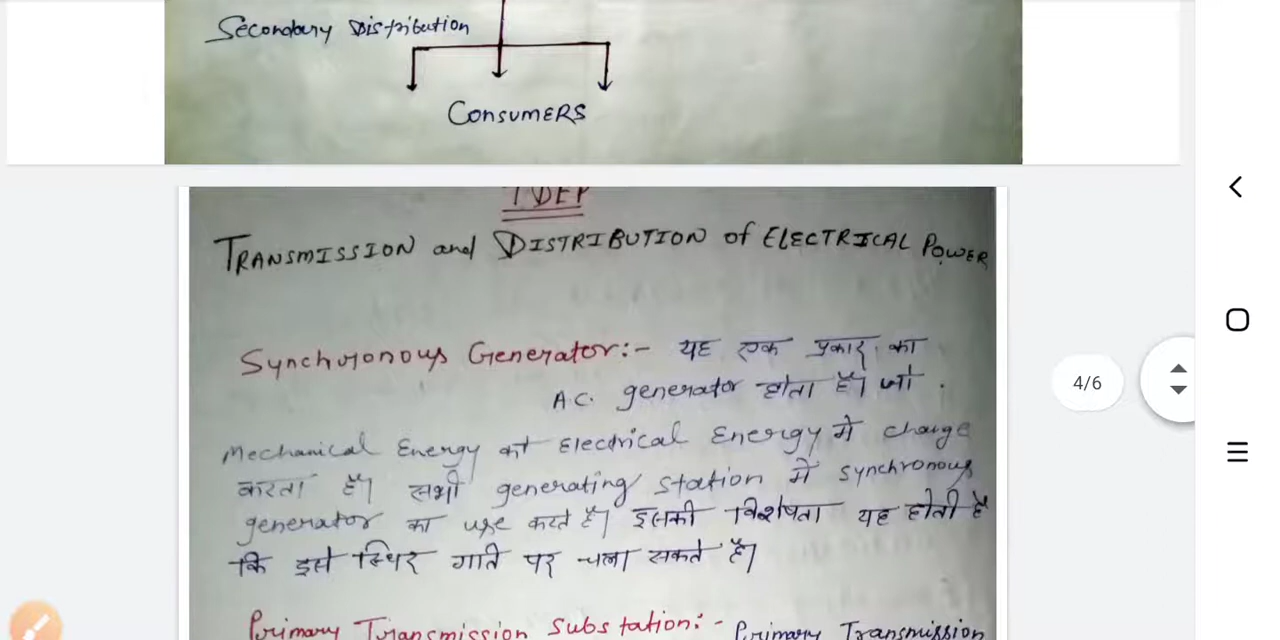 Secondary Distribution
CONSUMERS
TDEP
TRANSMISSION and DISTRIBUTION of ELECTRICAL POWER
Synchronous Generator:- यह एक प्रकार का
A.C. generator होता है। जो
Mechanical Energy को Electrical Energy में change
करता है। सभी generating station में synchronous
generator का use करते है। इसकी विशेषता यह होती है
कि इसे स्थिर गति पर चला सकते है।
Primary Transmission Substation:- Primary Transmission
4/6